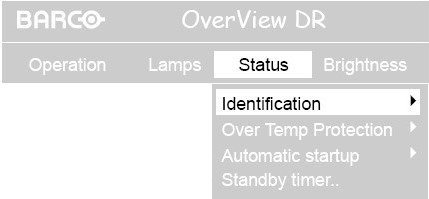 BARCO OverView DR
Operation Lamps Status Brightness
Identification
Over Temp Protection
Automatic startup
Standby timer..